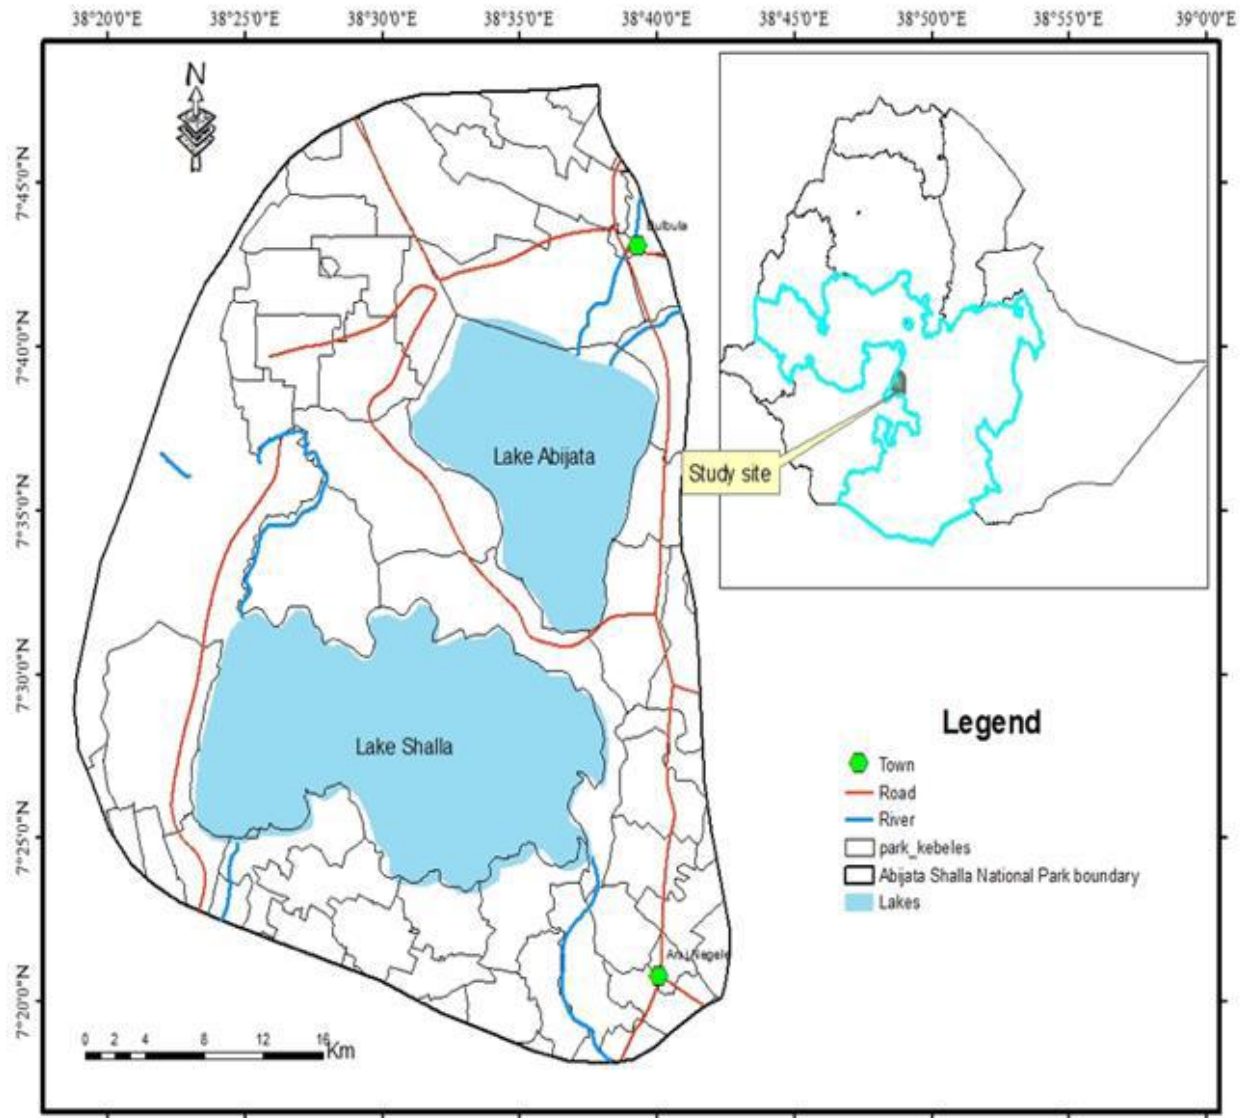 38°20'0"E 38°25'0"E 38°30'0"E 38°35'0"E 38°40'0"E 38°45'0"E 38°50'0"E 38°55'0"E 39°0'0"E
N
7°45'0"N
7°40'0"N
7°35'0"N
7°30'0"N
7°25'0"N
7°20'0"N
Lake Abijata
Study site
Lake Shalla
Legend
Town
Road
River
park_kebeles
Abijata Shalla National Park boundary
Lakes
0 2 4 8 12 16
Km